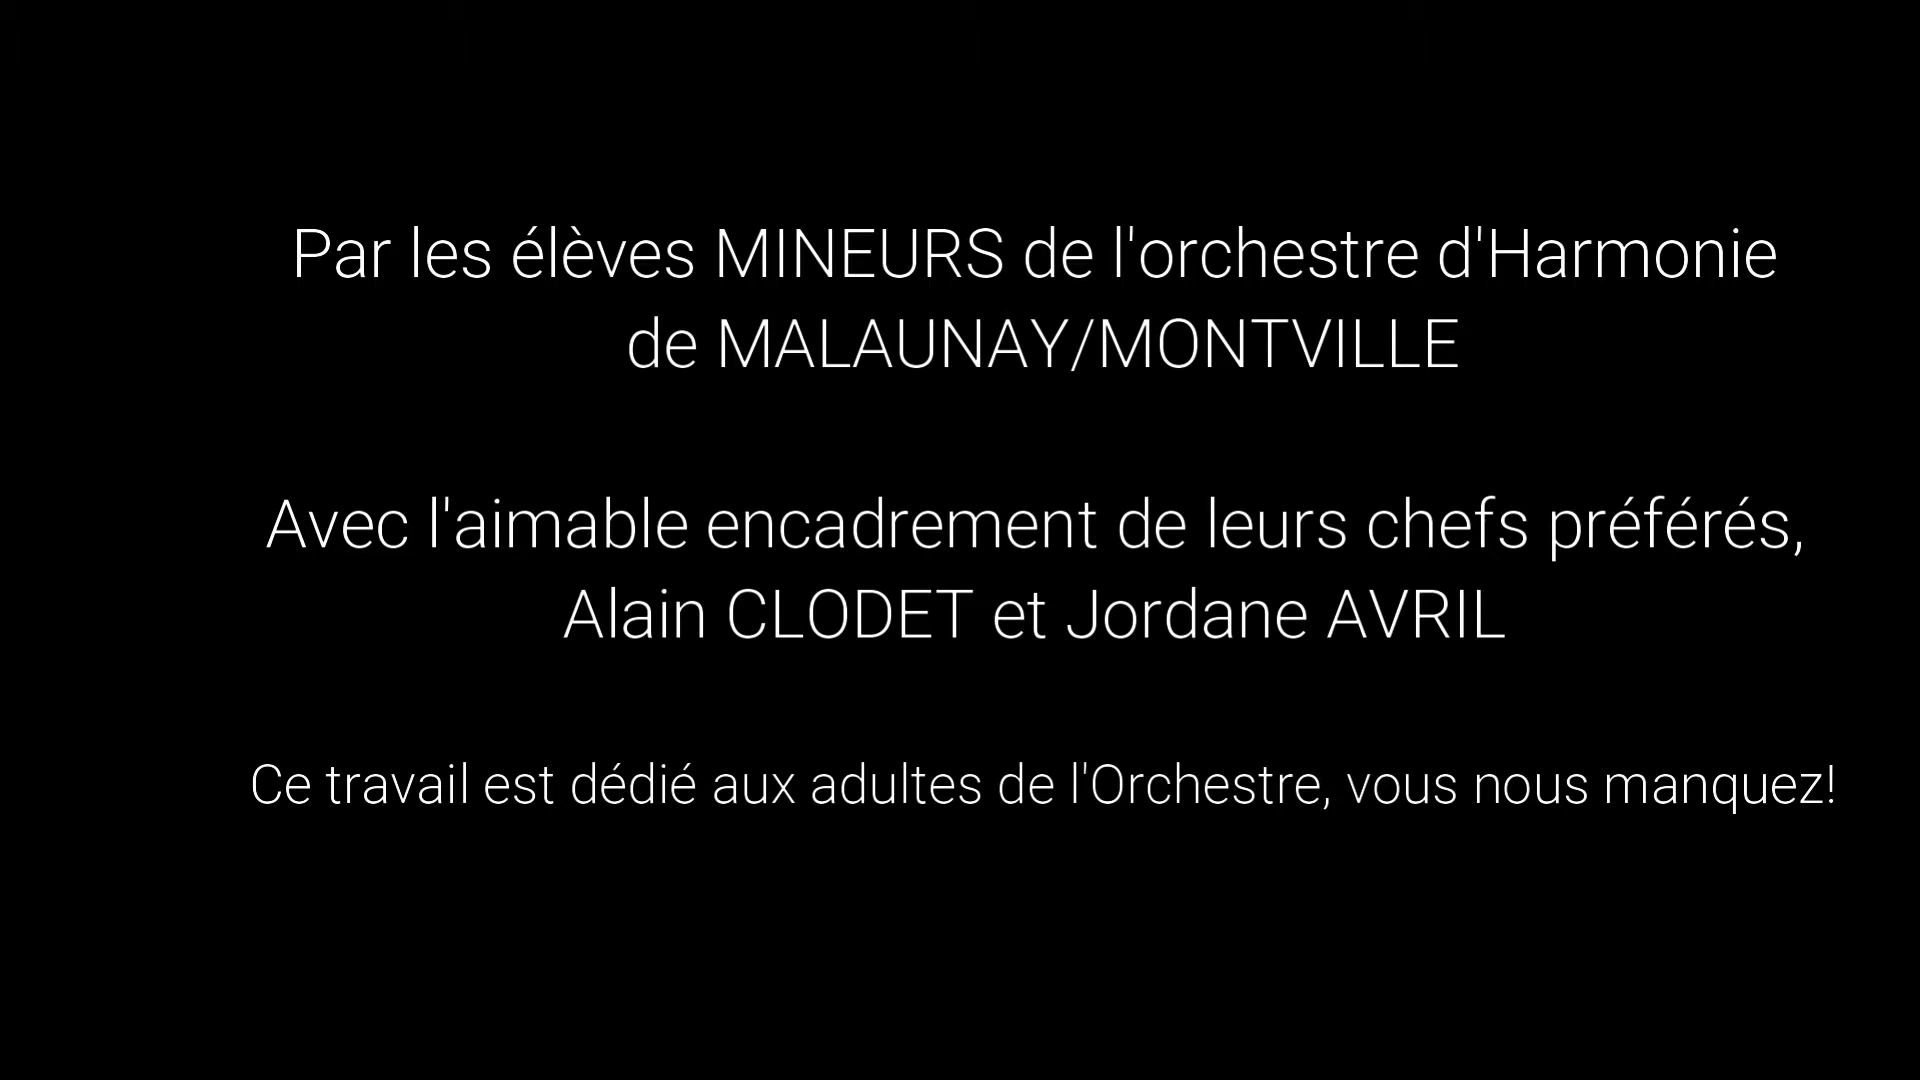 Par les élèves MINEURS de l'orchestre d'Harmonie
de MALAUNAY/MONTVILLE
Avec l'aimable encadrement de leurs chefs préférés,
Alain CLODET et Jordane AVRIL
Ce travail est dédié aux adultes de l'Orchestre, vous nous manquez!